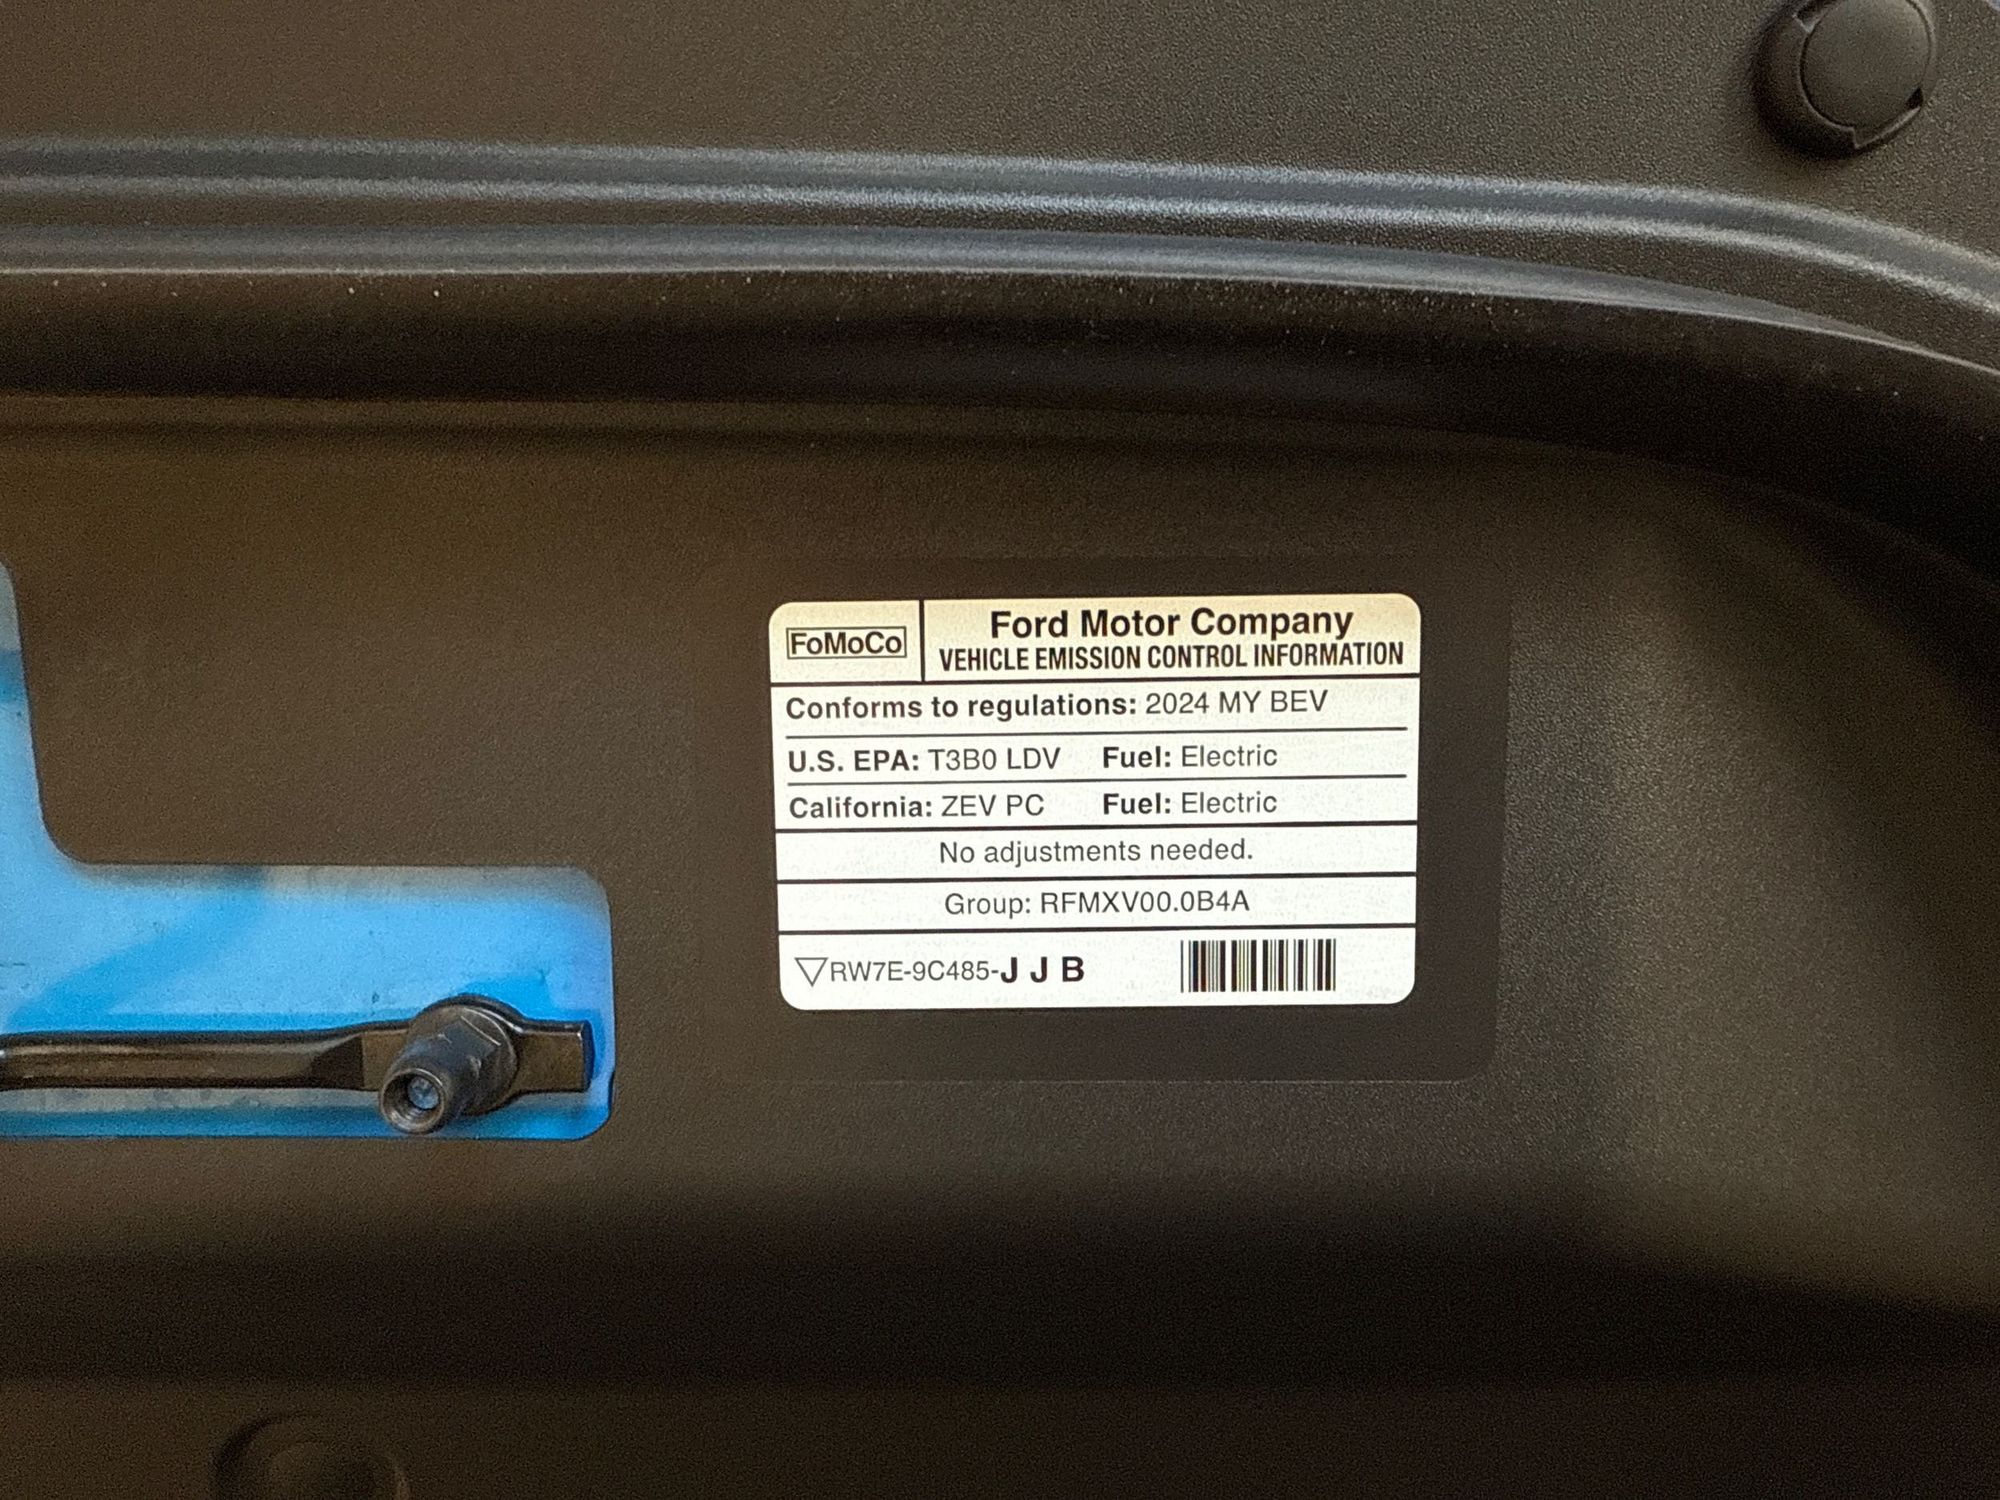 FoMoCo
Ford Motor Company
VEHICLE EMISSION CONTROL INFORMATION
Conforms to regulations: 2024 MY BEV
U.S. EPA: T3B0 LDV Fuel: Electric
California: ZEV PC Fuel: Electric
No adjustments needed.
Group: RFMXV00.0B4A
▽RW7E-9C485-J J B